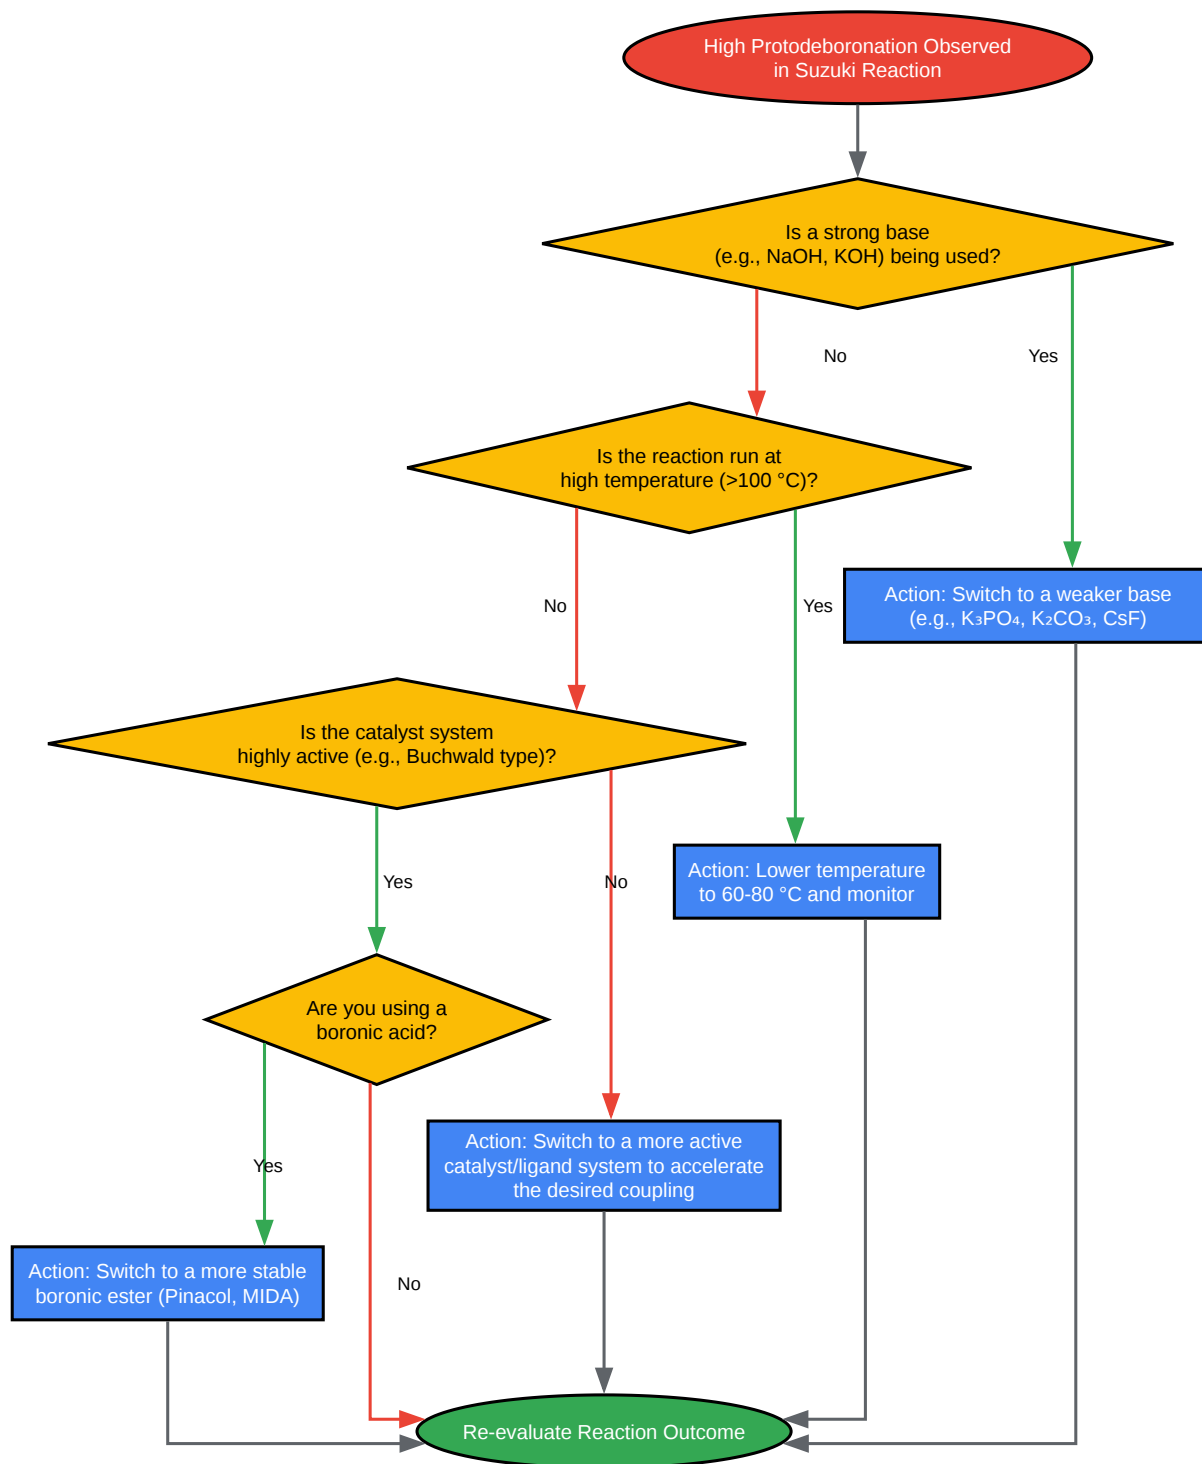 High Protodeboronation Observed
in Suzuki Reaction
Is a strong base
(e.g., NaOH, KOH) being used?
No
Yes
Is the reaction run at
high temperature (>100 °C)?
Action: Switch to a weaker base
(e.g., K₃PO₄, K₂CO₃, CsF)
No
Yes
Is the catalyst system
highly active (e.g., Buchwald type)?
Action: Lower temperature
to 60-80 °C and monitor
Yes
No
Are you using a
boronic acid?
Action: Switch to a more active
catalyst/ligand system to accelerate
the desired coupling
Yes
No
Action: Switch to a more stable
boronic ester (Pinacol, MIDA)
Re-evaluate Reaction Outcome